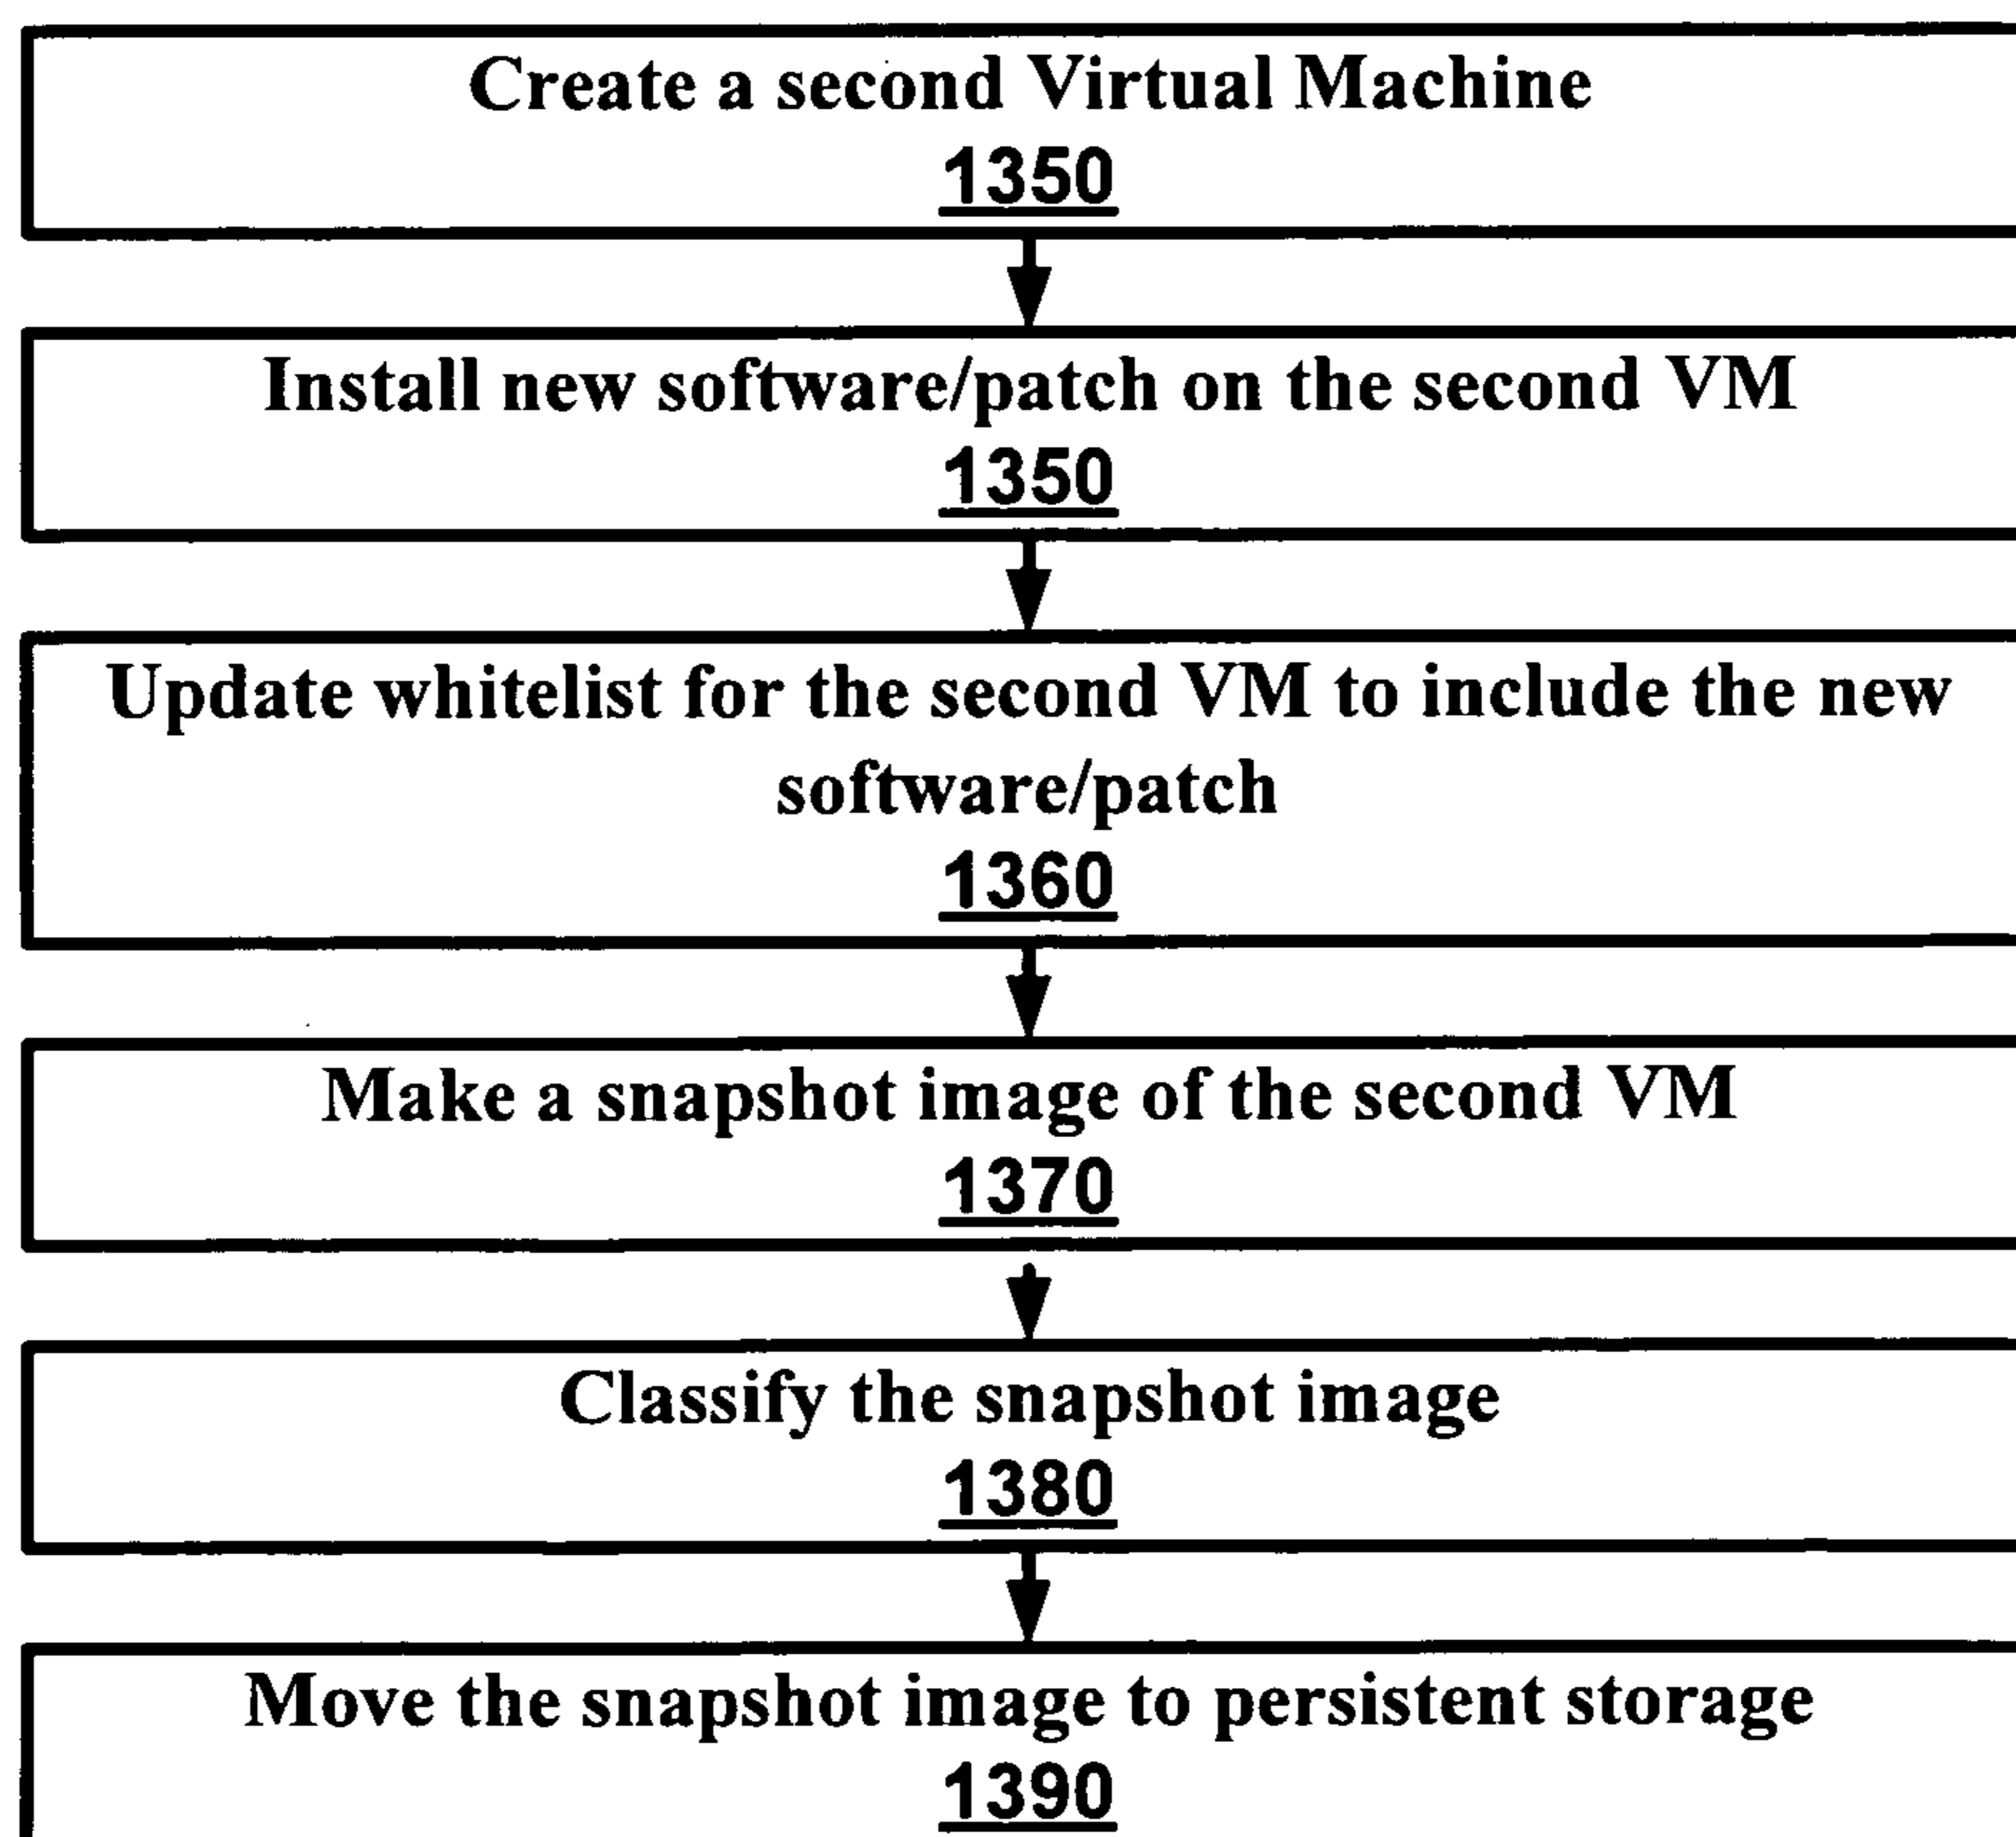 Create a second Virtual Machine
1350
Install new software/patch on the second VM
1350
Update whitelist for the second VM to include the new
software/patch
1360
Make a snapshot image of the second VM
1370
Classify the snapshot image
1380
Move the snapshot image to persistent storage
1390